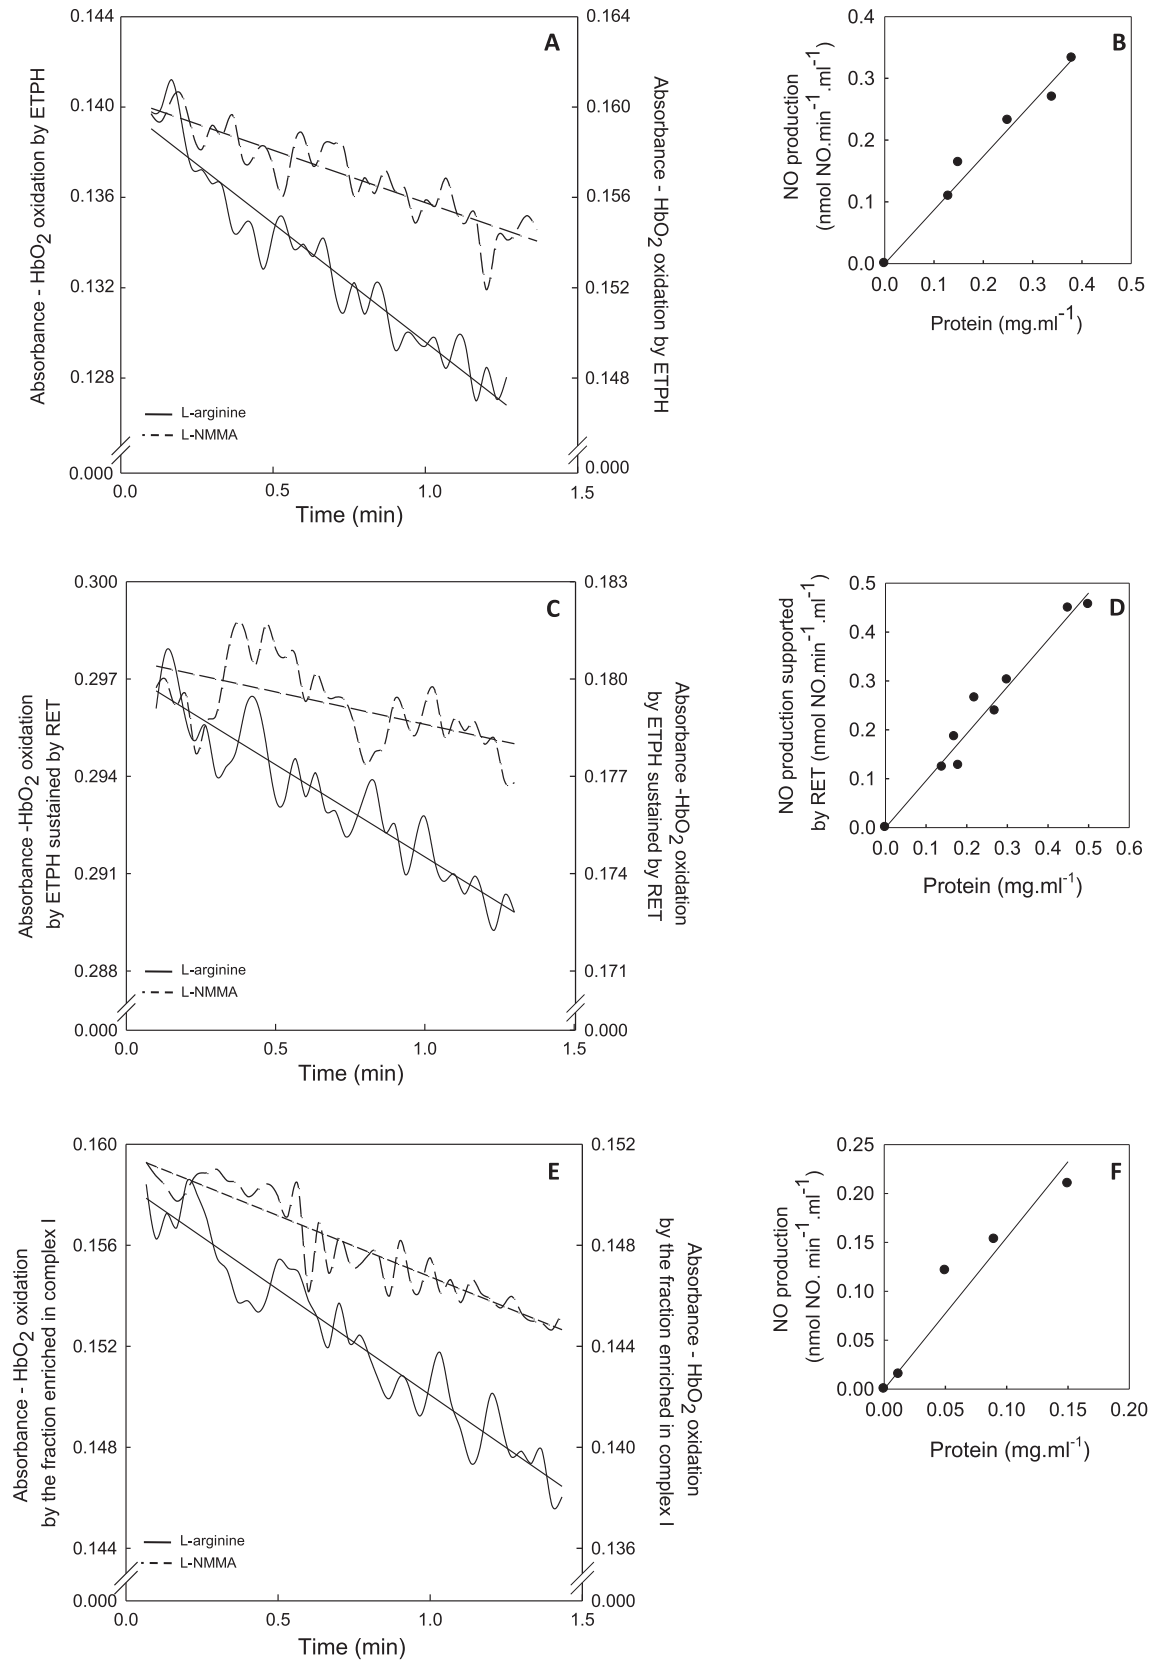 A
Absorbance - HbO2 oxidation by ETPH
0.144
0.140
0.136
0.132
0.128
0.000
0.164
0.160
0.156
0.152
0.148
0.000
Absorbance - HbO2 oxidation by ETPH
L-arginine
L-NMMA
0.0 0.5 1.0 1.5
Time (min)
B
NO production
(nmol NO.min-1.ml-1)
0.4
0.3
0.2
0.1
0.0
0.0 0.1 0.2 0.3 0.4 0.5
Protein (mg.ml-1)
C
Absorbance -HbO2 oxidation
by ETPH sustained by RET
0.300
0.297
0.294
0.291
0.288
0.000
0.183
0.180
0.177
0.174
0.171
0.000
Absorbance -HbO2 oxidation
by ETPH sustained by RET
L-arginine
L-NMMA
0.0 0.5 1.0 1.5
Time (min)
D
NO production supported
by RET (nmol NO.min-1.ml-1)
0.5
0.4
0.3
0.2
0.1
0.0
0.0 0.1 0.2 0.3 0.4 0.5 0.6
Protein (mg.ml-1)
E
Absorbance - HbO2 oxidation
by the fraction enriched in complex I
0.160
0.156
0.152
0.148
0.144
0.000
0.152
0.148
0.144
0.140
0.136
0.000
Absorbance - HbO2 oxidation
by the fraction enriched in complex I
L-arginine
L-NMMA
0.0 0.5 1.0 1.5
Time (min)
F
NO production
(nmol NO. min-1.ml-1)
0.25
0.20
0.15
0.10
0.05
0.00
0.00 0.05 0.10 0.15 0.20
Protein (mg.ml-1)